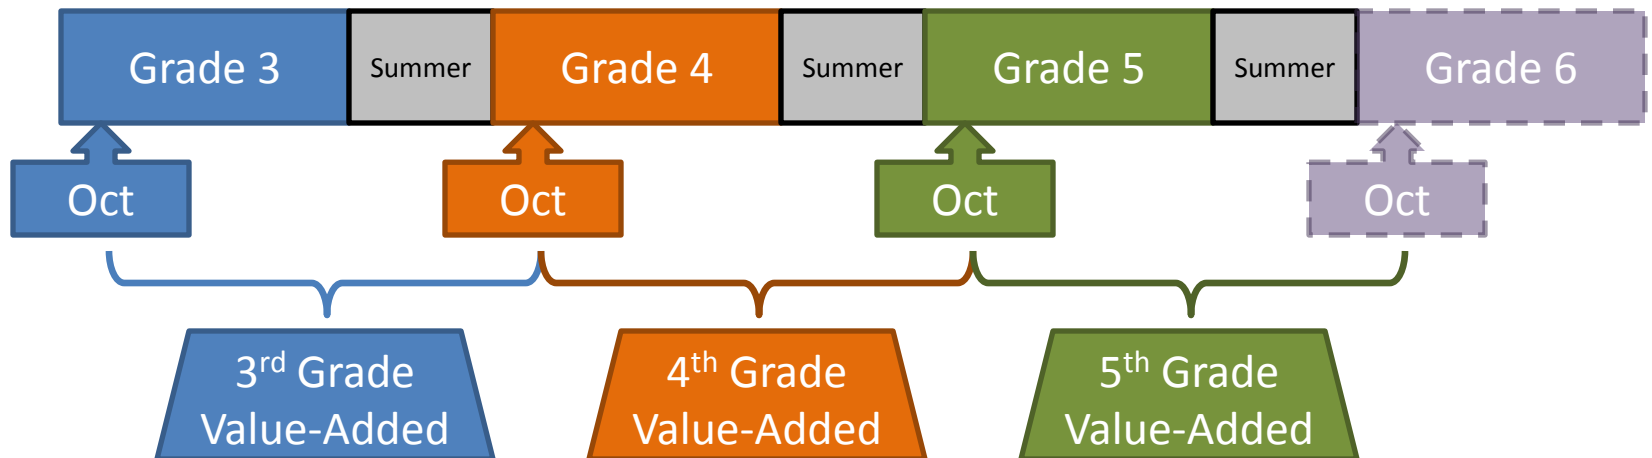 Grade 3
Summer
Grade 4
Summer
Grade 5
Summer
Grade 6
Oct
Oct
Oct
Oct
3rd Grade
Value-Added
4th Grade
Value-Added
5th Grade
Value-Added